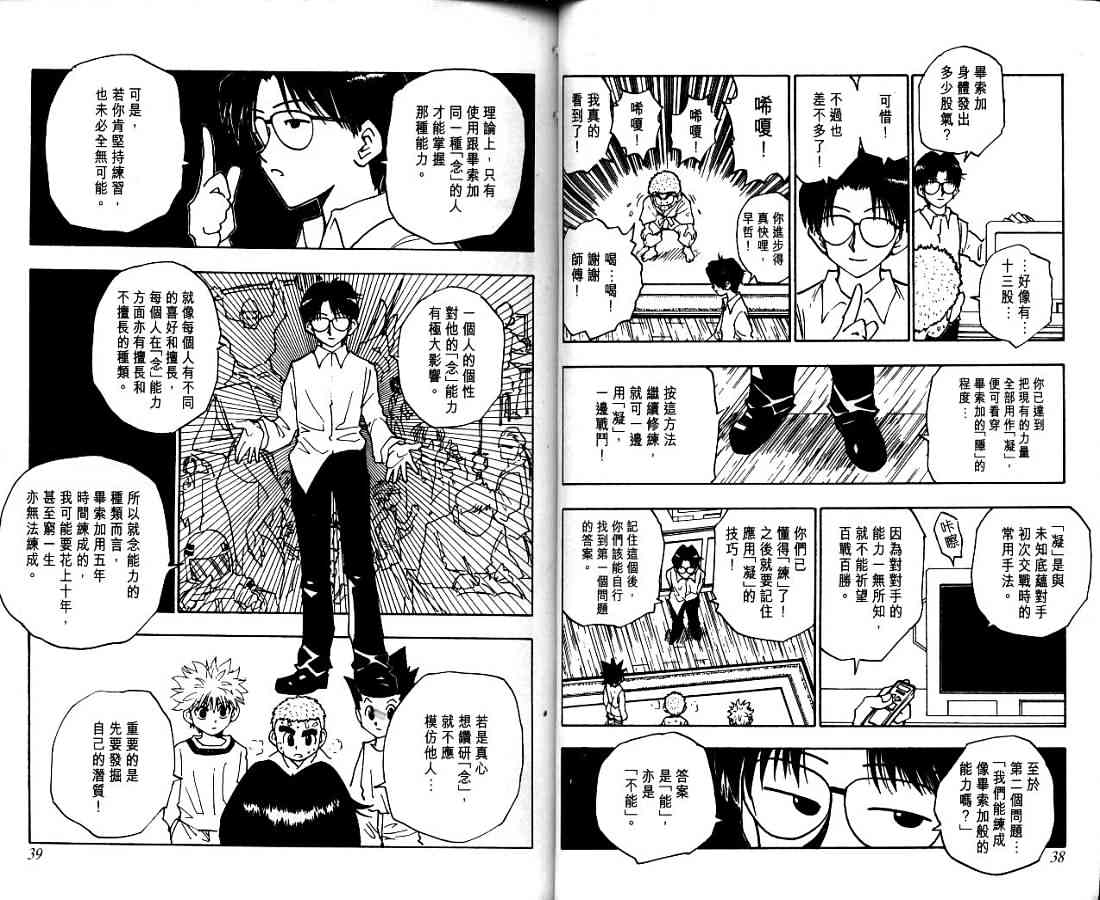 畢索加
身體發出
多少股氣？
…好像有…
十三股！
可惜！
不過也
差不多了！
唏嗄！
唏嗄！
唏嗄！
我真的
看到了！
你進步得
真快哩，
早哲！
喝…喝！
謝謝
師傅！
你已達到
把現有的力量
全部用作「凝」，
便可看穿
畢索加的「隱」的
程度…
按這方法
繼續修練，
就可一邊
用「凝」，
一邊戰鬥！
「凝」是與
未知底蘊對手
初次交戰時的
常用手法。
咔嚓
因為對對手的
能力一無所知，
就不能祈望
百戰百勝。
你們已
懂得「練」了！
之後就要記住
應用「凝」的
技巧！
記住這個後，
你們該能自行
找到第一個問題
的答案。
至於
第二個問題…
「我們能練成
像畢索加般的
能力嗎？」
答案
是「能」，
亦是
「不能」。
38
理論上，只有
使用跟畢索加
同一種「念」的人
才能掌握
那種能力。
可是，
若你肯堅持練習，
也未必全無可能。
一個人的個性
對他的「念」能力
有極大影響。
就像每個人有不同
的喜好和擅長，
每個人在「念」能力
方面亦有擅長和
不擅長的種類。
所以就念能力的
種類而言，
畢索加用五年
時間練成的，
我可能要花上十年，
甚至窮一生
亦無法練成。
若是真心
想鑽研「念」，
就不應
模仿他人…
重要的是
先要發掘
自己的潛質！
39